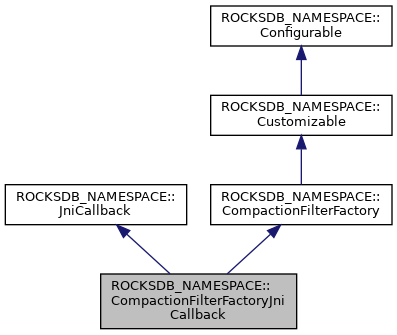 ROCKSDB_NAMESPACE::
Configurable
ROCKSDB_NAMESPACE::
Customizable
ROCKSDB_NAMESPACE::
JniCallback
ROCKSDB_NAMESPACE::
CompactionFilterFactory
ROCKSDB_NAMESPACE::
CompactionFilterFactoryJni
Callback